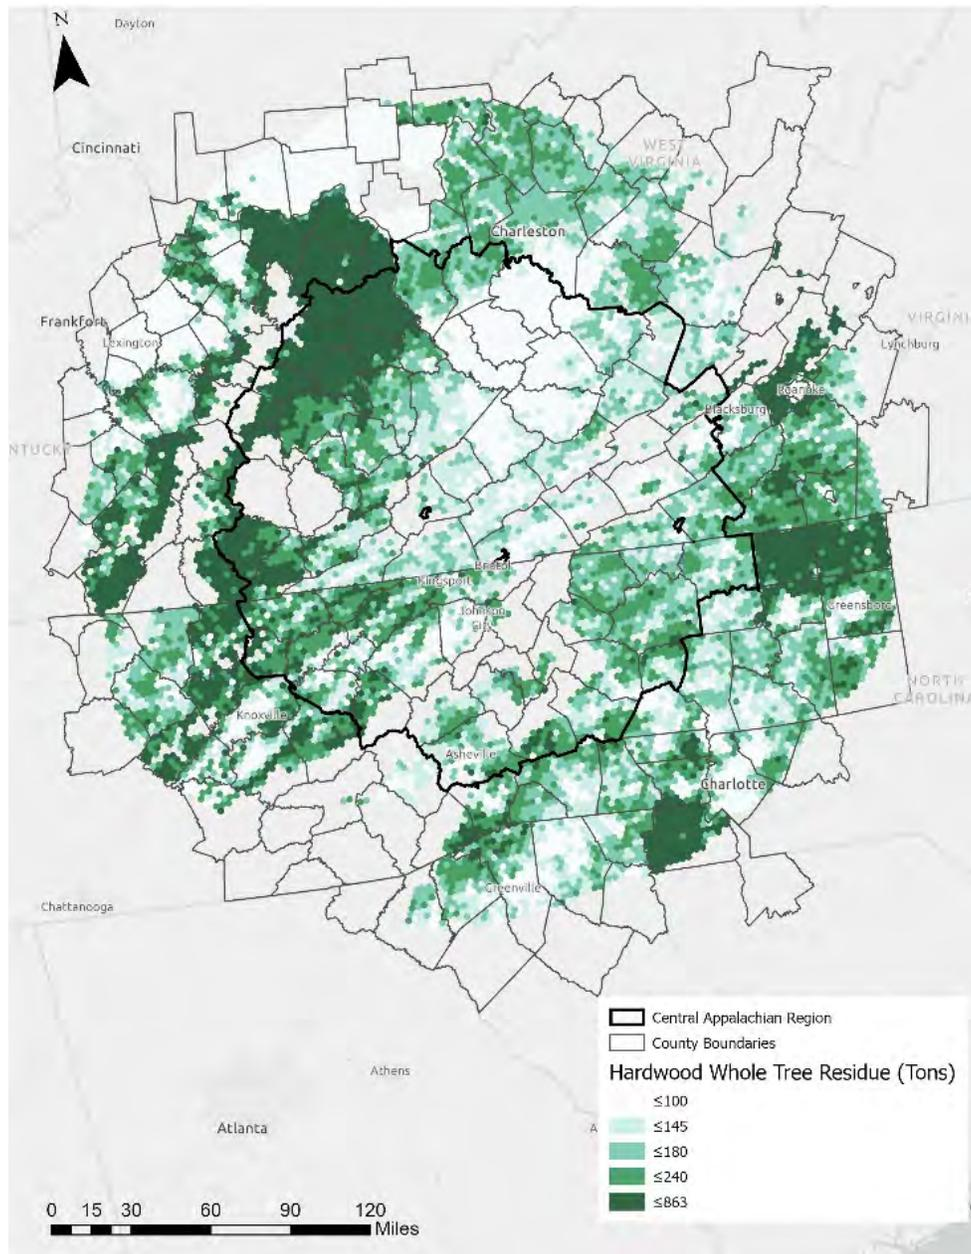 N
Dayton
Cincinnati
WEST
VIRGINIA
Charleston
Frankfort
Lexington
VIRGINI
Lynchburg
Roanoke
Blacksburg
NTUCKY
Bristol
Kingsport
Johnson
City
Greensboro
NORTH
CAROLINA
Knoxville
Asheville
Charlotte
Greenville
Chattanooga
Athens
Atlanta
A
Central Appalachian Region
County Boundaries
Hardwood Whole Tree Residue (Tons)
≤100
≤145
≤180
≤240
≤863
0 15 30 60 90 120
Miles